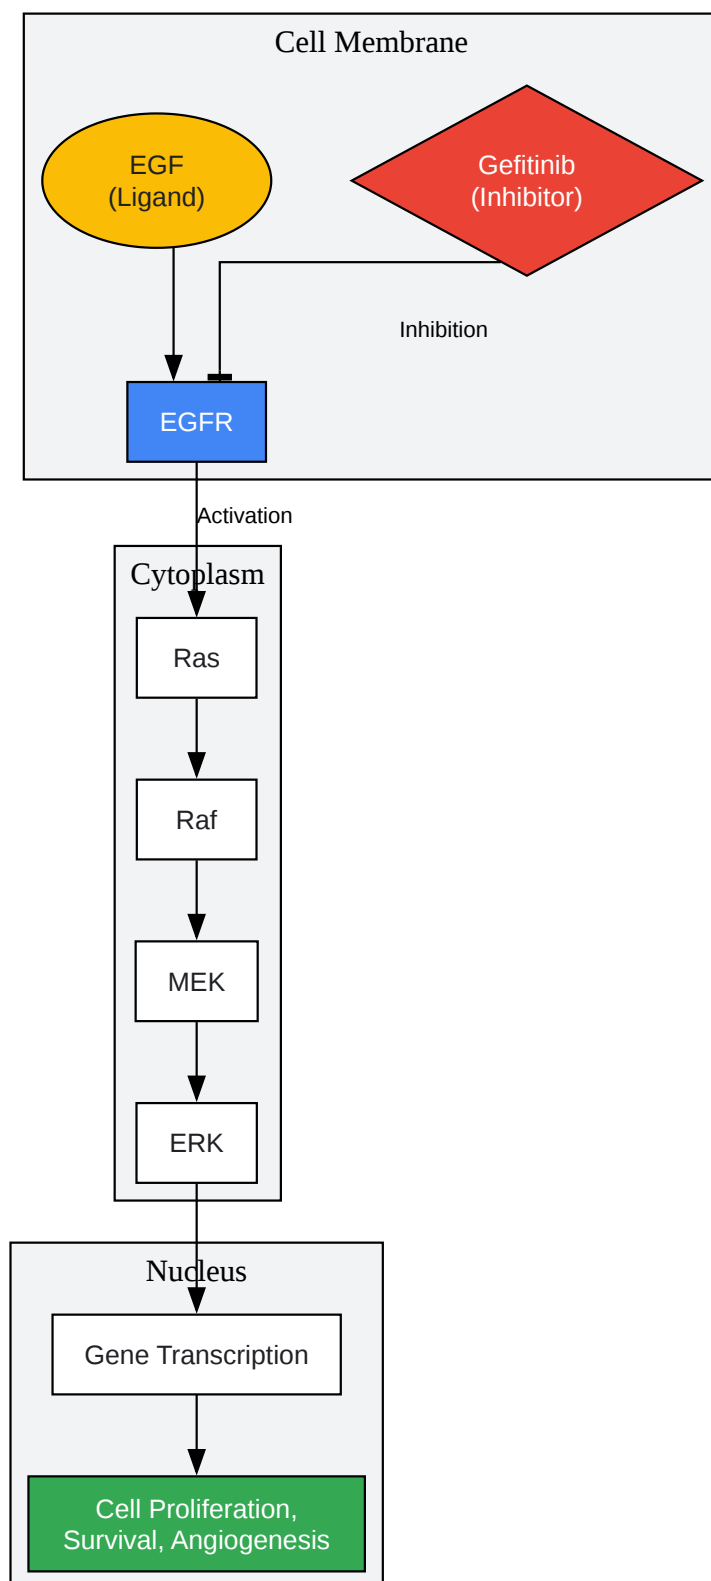 Cell Membrane
EGF
(Ligand)
Gefitinib
(Inhibitor)
Inhibition
EGFR
Activation
Cytoplasm
Ras
Raf
MEK
ERK
Nucleus
Gene Transcription
Cell Proliferation,
Survival, Angiogenesis